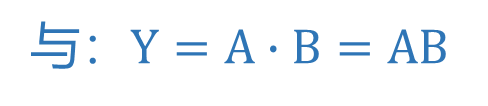 与：Y = A · B = AB